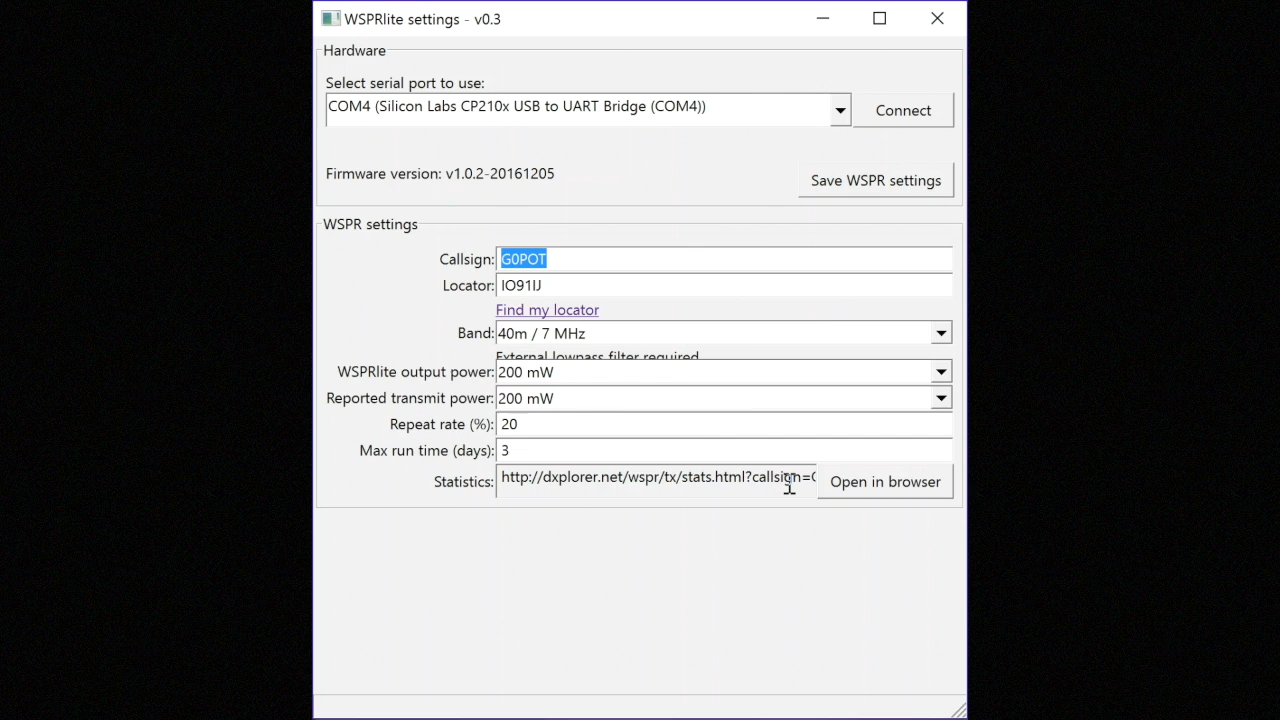 WSPRlite settings - v0.3
Hardware
Select serial port to use:
COM4 (Silicon Labs CP210x USB to UART Bridge (COM4))
Connect
Firmware version: v1.0.2-20161205
Save WSPR settings
WSPR settings
Callsign: G0POT
Locator: IO91IJ
Find my locator
Band: 40m / 7 MHz
External lowpass filter required
WSPRlite output power: 200 mW
Reported transmit power: 200 mW
Repeat rate (%): 20
Max run time (days): 3
Statistics: http://dxplorer.net/wspr/tx/stats.html?callsign=
Open in browser